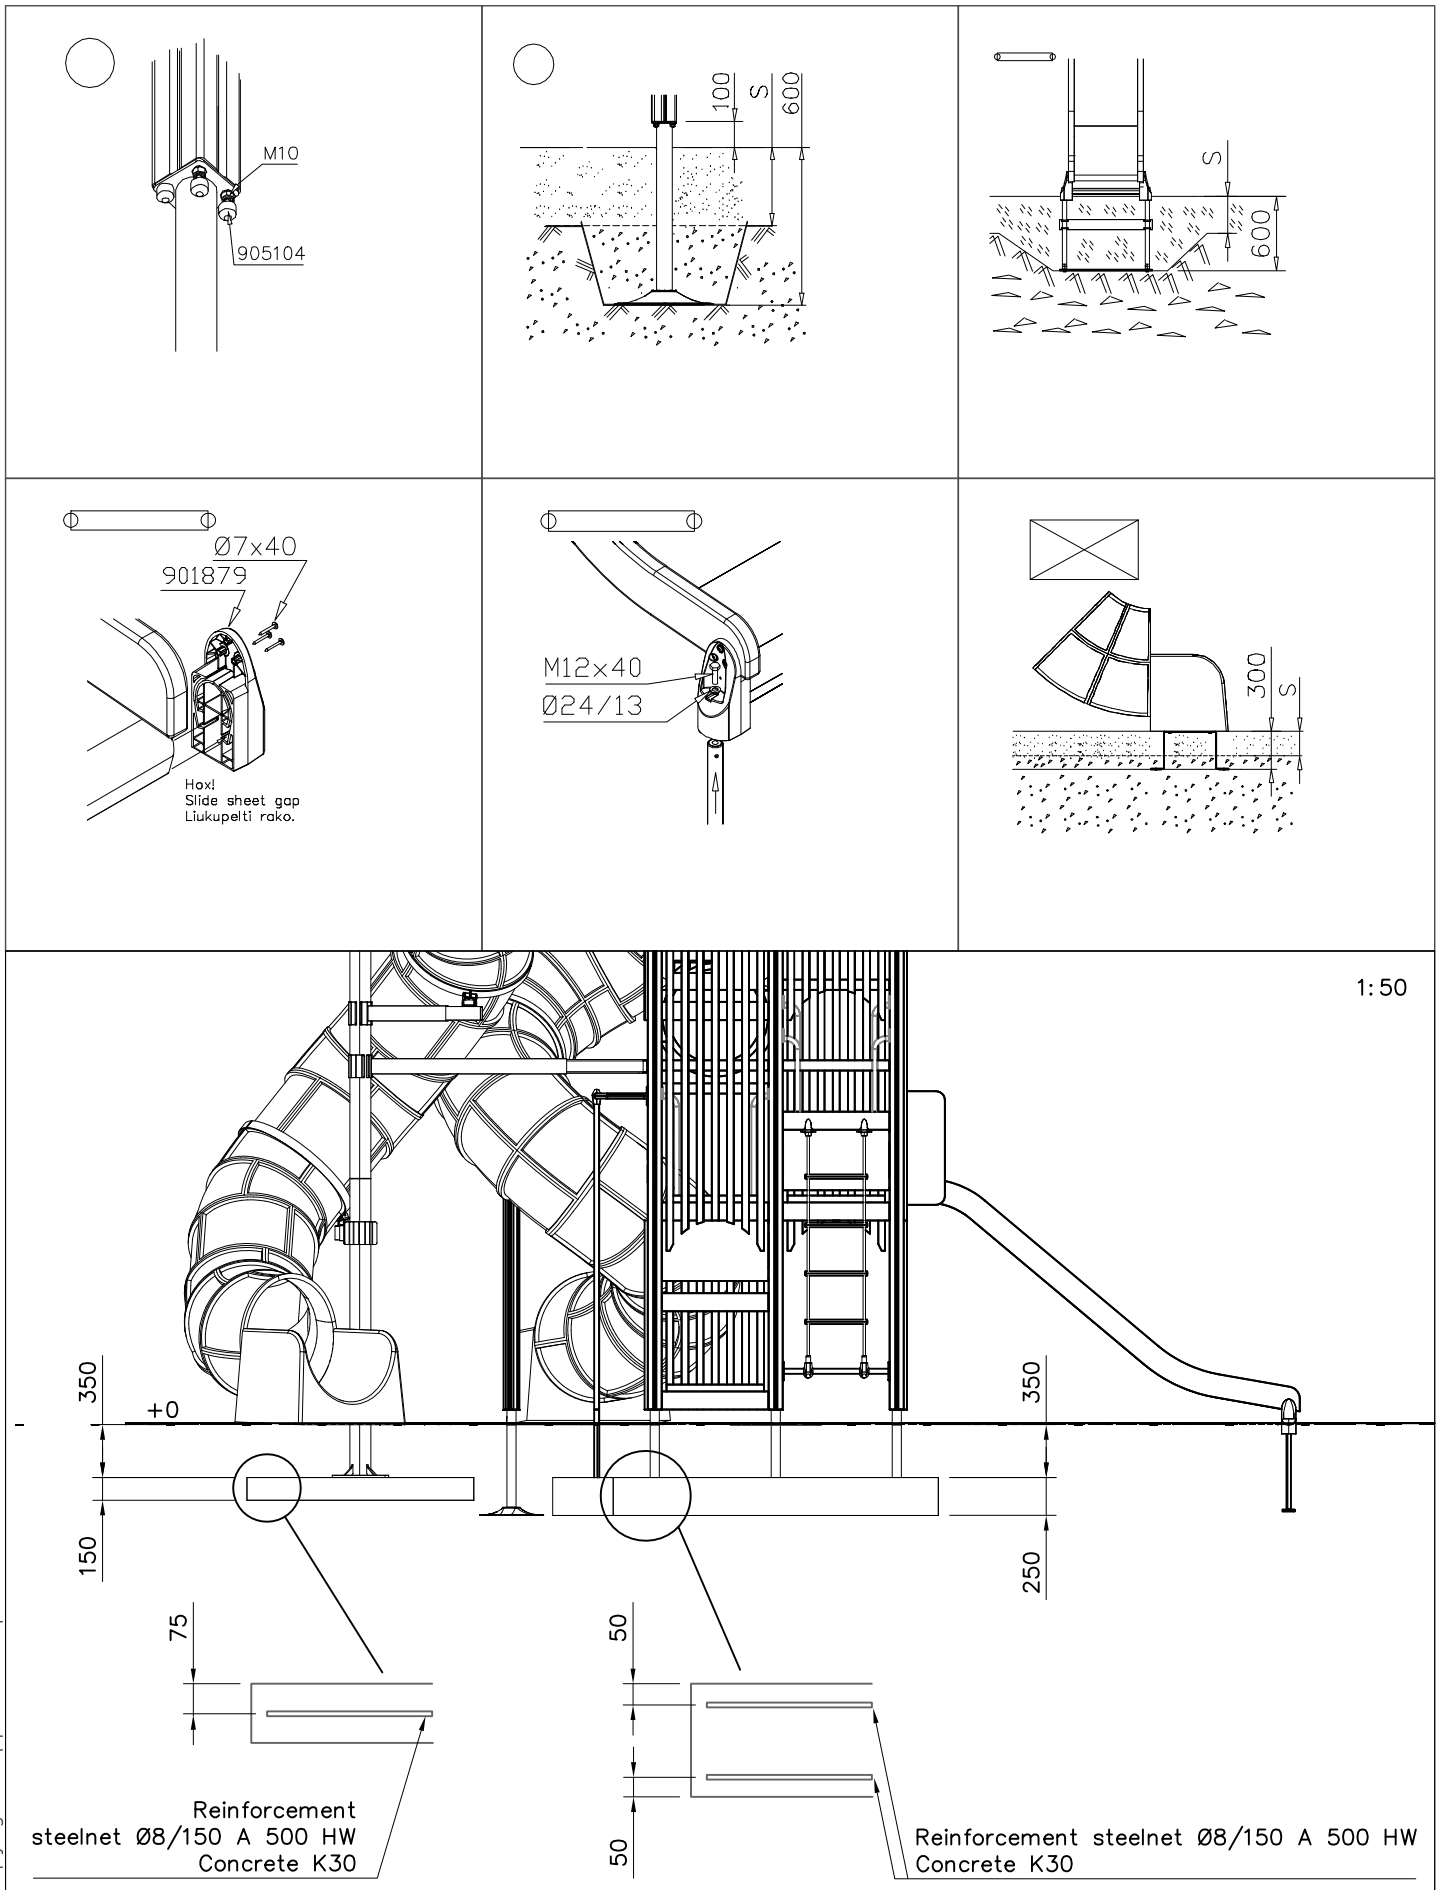 M10
905104
100
S
600
S
600
Ø7x40
901879
Hox!
Slide sheet gap
Liukupelti rako.
M12x40
Ø24/13
300
S
1:50
350
+0
150
350
250
75
50
50
Reinforcement
steelnet Ø8/150 A 500 HW
Concrete K30
Reinforcement steelnet Ø8/150 A 500 HW
Concrete K30